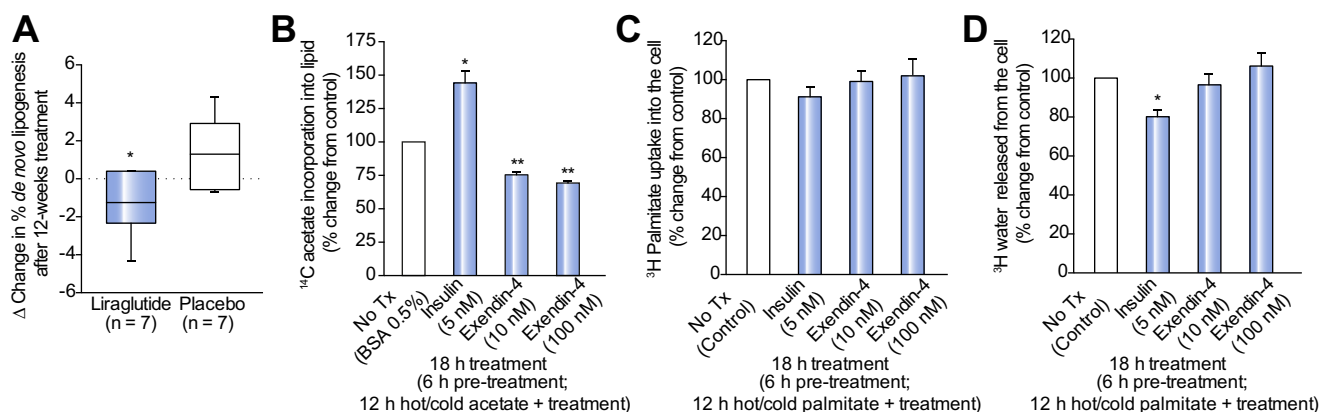 A
Δ Change in % de novo lipogenesis
after 12-weeks treatment
6
4
2
0
-2
-4
-6
*
Liraglutide
(n = 7)
Placebo
(n = 7)
B
14C acetate incorporation into lipid
(% change from control)
175
150
125
100
75
50
25
0
*
**
**
No Tx
(BSA 0.5%)
Insulin
(5 nM)
Exendin-4
(10 nM)
Exendin-4
(100 nM)
18 h treatment
(6 h pre-treatment;
12 h hot/cold acetate + treatment)
C
3H Palmitate uptake into the cell
(% change from control)
120
100
80
60
40
20
0
No Tx
(Control)
Insulin
(5 nM)
Exendin-4
(10 nM)
Exendin-4
(100 nM)
18 h treatment
(6 h pre-treatment;
12 h hot/cold palmitate + treatment)
D
3H water released from the cell
(% change from control)
120
100
80
60
40
20
0
*
No Tx
(Control)
Insulin
(5 nM)
Exendin-4
(10 nM)
Exendin-4
(100 nM)
18 h treatment
(6 h pre-treatment;
12 h hot/cold palmitate + treatment)